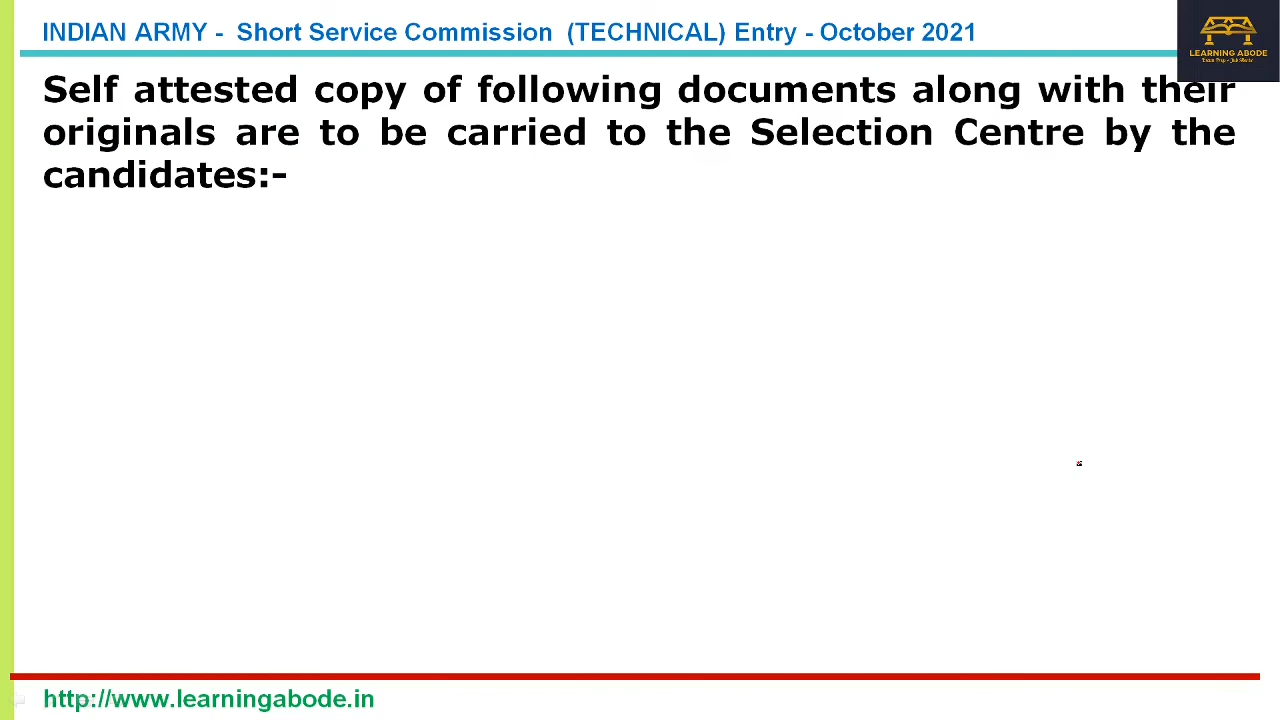 INDIAN ARMY - Short Service Commission (TECHNICAL) Entry - October 2021
LEARNING ABODE
Self attested copy of following documents along with their
originals are to be carried to the Selection Centre by the
candidates:-
http://www.learningabode.in